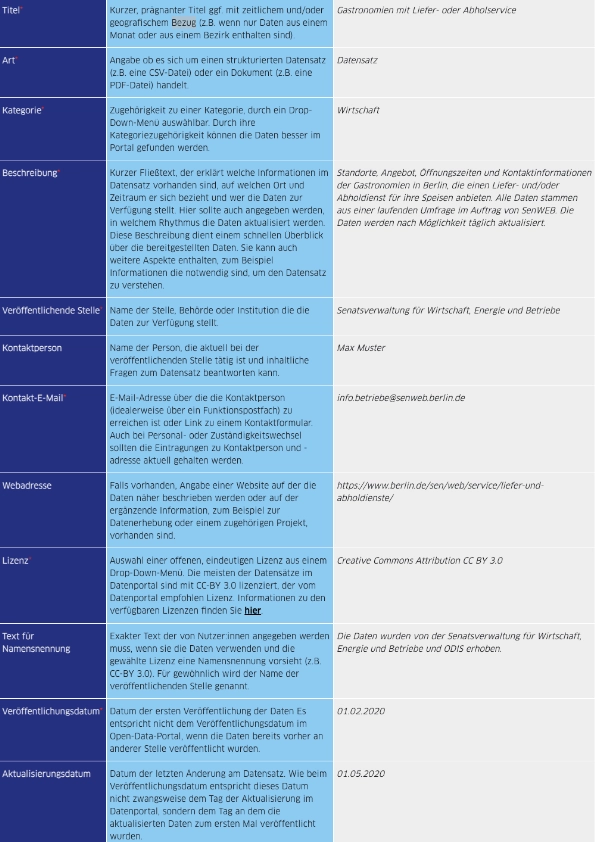 Titel*
Kurzer, prägnanter Titel ggf. mit zeitlichem und/oder
geografischem Bezug (z.B. wenn nur Daten aus einem
Monat oder aus einem Bezirk enthalten sind).
Gastronomien mit Liefer- oder Abholservice
Art*
Angabe ob es sich um einen strukturierten Datensatz
(z.B. eine CSV-Datei) oder ein Dokument (z.B. eine
PDF-Datei) handelt.
Datensatz
Kategorie*
Zugehörigkeit zu einer Kategorie, durch ein Drop-
Down-Menü auswählbar. Durch ihre
Kategoriezugehörigkeit können die Daten besser im
Portal gefunden werden.
Wirtschaft
Beschreibung*
Kurzer Fließtext, der erklärt welche Informationen im
Datensatz vorhanden sind, auf welchen Ort und
Zeitraum er sich bezieht und wer die Daten zur
Verfügung stellt. Hier sollte auch angegeben werden,
in welchem Rhythmus die Daten aktualisiert werden.
Diese Beschreibung dient einem schnellen Überblick
über die bereitgestellten Daten. Sie kann auch
weitere Aspekte enthalten, zum Beispiel
Informationen die notwendig sind, um den Datensatz
zu verstehen.
Standorte, Angebot, Öffnungszeiten und Kontaktinformationen
der Gastronomien in Berlin, die einen Liefer- und/oder
Abholdienst für ihre Speisen anbieten. Alle Daten stammen
aus einer laufenden Umfrage im Auftrag von SenWEB. Die
Daten werden nach Möglichkeit täglich aktualisiert.
Veröffentlichende Stelle*
Name der Stelle, Behörde oder Institution die die
Daten zur Verfügung stellt.
Senatsverwaltung für Wirtschaft, Energie und Betriebe
Kontaktperson
Name der Person, die aktuell bei der
veröffentlichenden Stelle tätig ist und inhaltliche
Fragen zum Datensatz beantworten kann.
Max Muster
Kontakt-E-Mail*
E-Mail-Adresse über die die Kontaktperson
(idealerweise über ein Funktionspostfach) zu
erreichen ist oder Link zu einem Kontaktformular.
Auch bei Personal- oder Zuständigkeitswechsel
sollten die Eintragungen zu Kontaktperson und -
adresse aktuell gehalten werden.
info.betriebe@senweb.berlin.de
Webadresse
Falls vorhanden, Angabe einer Website auf der die
Daten näher beschrieben werden oder auf der
ergänzende Information, zum Beispiel zur
Datenerhebung oder einem zugehörigen Projekt,
vorhanden sind.
https://www.berlin.de/sen/web/service/liefer-und-
abholdienste/
Lizenz*
Auswahl einer offenen, eindeutigen Lizenz aus einem
Drop-Down-Menü. Die meisten der Datensätze im
Datenportal sind mit CC-BY 3.0 lizenziert, der vom
Datenportal empfohlen Lizenz. Informationen zu den
verfügbaren Lizenzen finden Sie hier.
Creative Commons Attribution CC BY 3.0
Text für
Namensnennung
Exakter Text der von Nutzer:innen angegeben werden
muss, wenn sie die Daten verwenden und die
gewählte Lizenz eine Namensnennung vorsieht (z.B.
CC-BY 3.0). Für gewöhnlich wird der Name der
veröffentlichenden Stelle genannt.
Die Daten wurden von der Senatsverwaltung für Wirtschaft,
Energie und Betriebe und ODIS erhoben.
Veröffentlichungsdatum*
Datum der ersten Veröffentlichung der Daten Es
entspricht nicht dem Veröffentlichungsdatum im
Open-Data-Portal, wenn die Daten bereits vorher an
anderer Stelle veröffentlicht wurden.
01.02.2020
Aktualisierungsdatum
Datum der letzten Änderung am Datensatz. Wie beim
Veröffentlichungsdatum entspricht dieses Datum
nicht zwangsweise dem Tag der Aktualisierung im
Datenportal, sondern dem Tag an dem die
aktualisierten Daten zum ersten Mal veröffentlicht
wurden.
01.05.2020